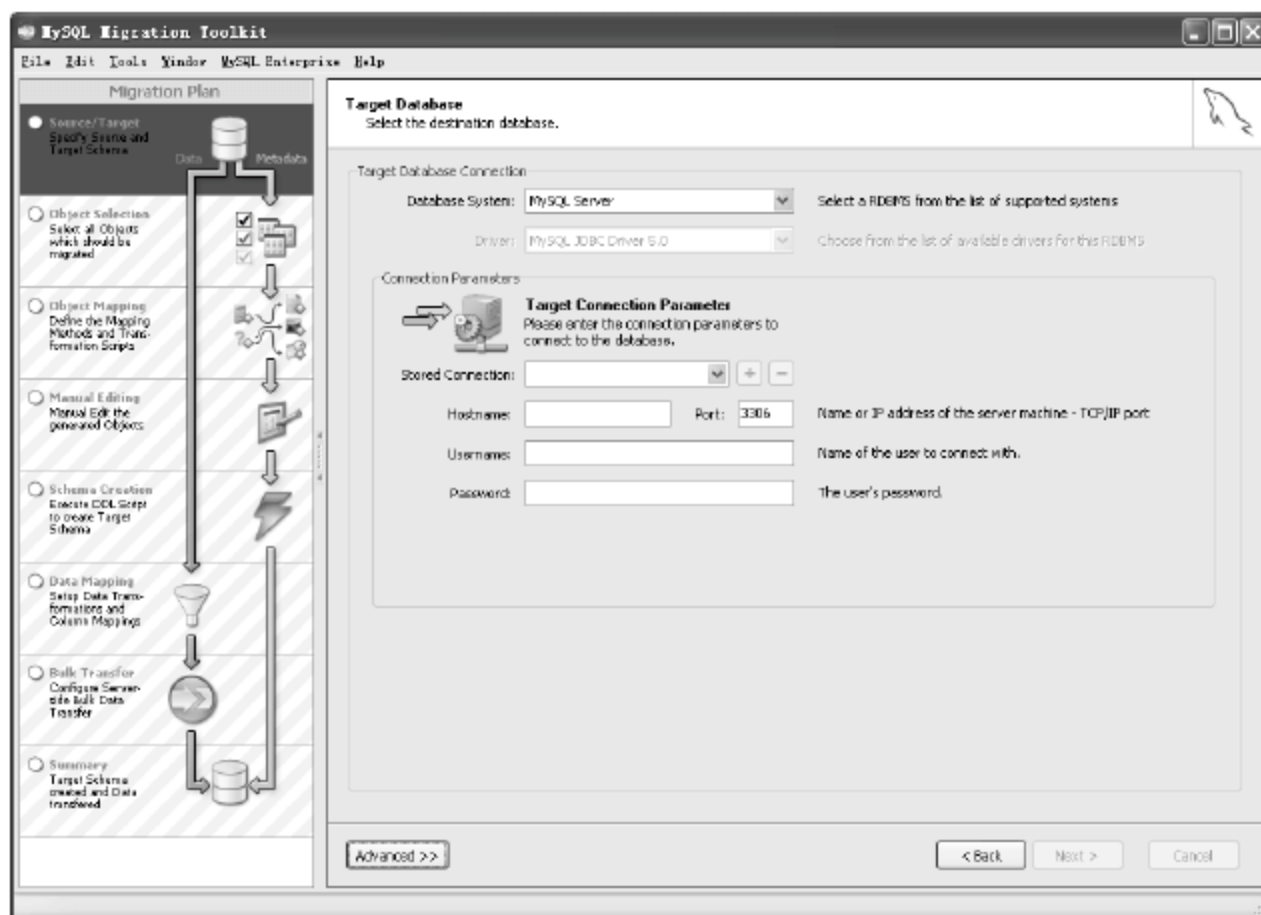 MySQL Migration Toolkit
File Edit Tools Window MySQL Enterprise Help
Migration Plan
Source/Target
Specify Source and
Target Schema
Data
Metadata
Object Selection
Select all Objects
which should be
migrated
Object Mapping
Define the Mapping
Methods and Trans-
formation Scripts
Manual Editing
Manual Edit the
generated Objects
Schema Creation
Execute DDL Script
to create Target
Schema
Data Mapping
Setup Data Trans-
formations and
Column Mappings
Bulk Transfer
Configure Server-
side Bulk Data
Transfer
Summary
Target Schema
created and Data
transfered
Target Database
Select the destination database.
Target Database Connection
Database System: MySQL Server Select a RDBMS from the list of supported systems
Driver: MySQL JDBC Driver 5.0 Choose from the list of available drivers for this RDBMS
Connection Parameters
Target Connection Parameter
Please enter the connection parameters to
connect to the database.
Stored Connection: + −
Hostname: Port: 3306 Name or IP address of the server machine - TCP/IP port
Username: Name of the user to connect with.
Password: The user's password.
Advanced >> < Back Next > Cancel